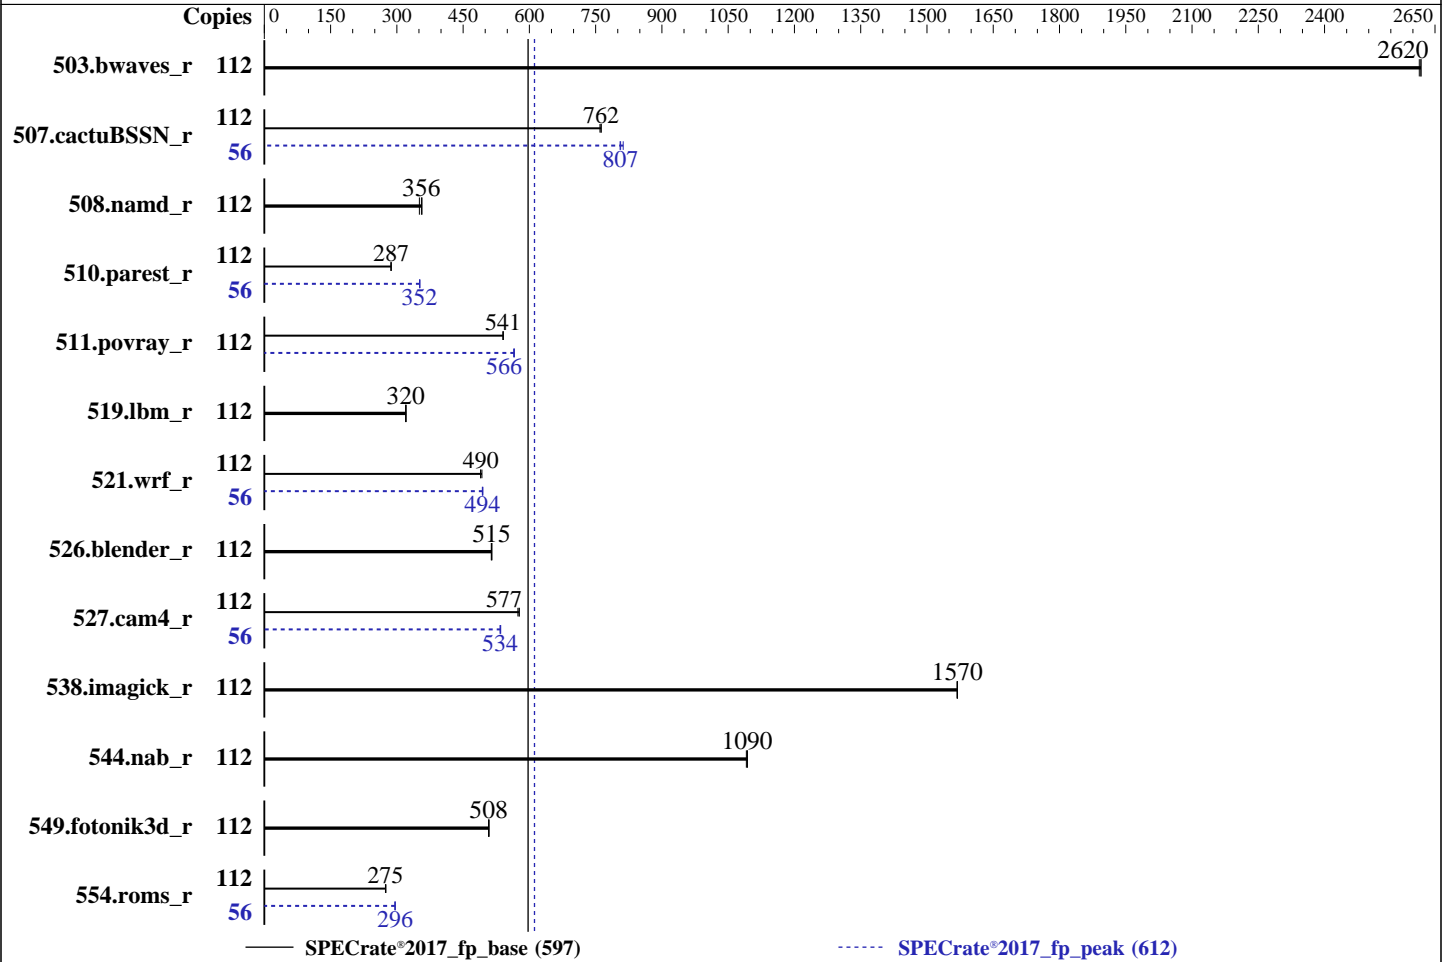 Copies 0 150 300 450 600 750 900 1050 1200 1350 1500 1650 1800 1950 2100 2250 2400 2650
503.bwaves_r 112 2620
507.cactuBSSN_r 112 762
56 807
508.namd_r 112 356
510.parest_r 112 287
56 352
511.povray_r 112 541
566
519.lbm_r 112 320
521.wrf_r 112 490
56 494
526.blender_r 112 515
527.cam4_r 112 577
56 534
538.imagick_r 112 1570
544.nab_r 112 1090
549.fotonik3d_r 112 508
554.roms_r 112 275
56 296
SPECrate®2017_fp_base (597) SPECrate®2017_fp_peak (612)